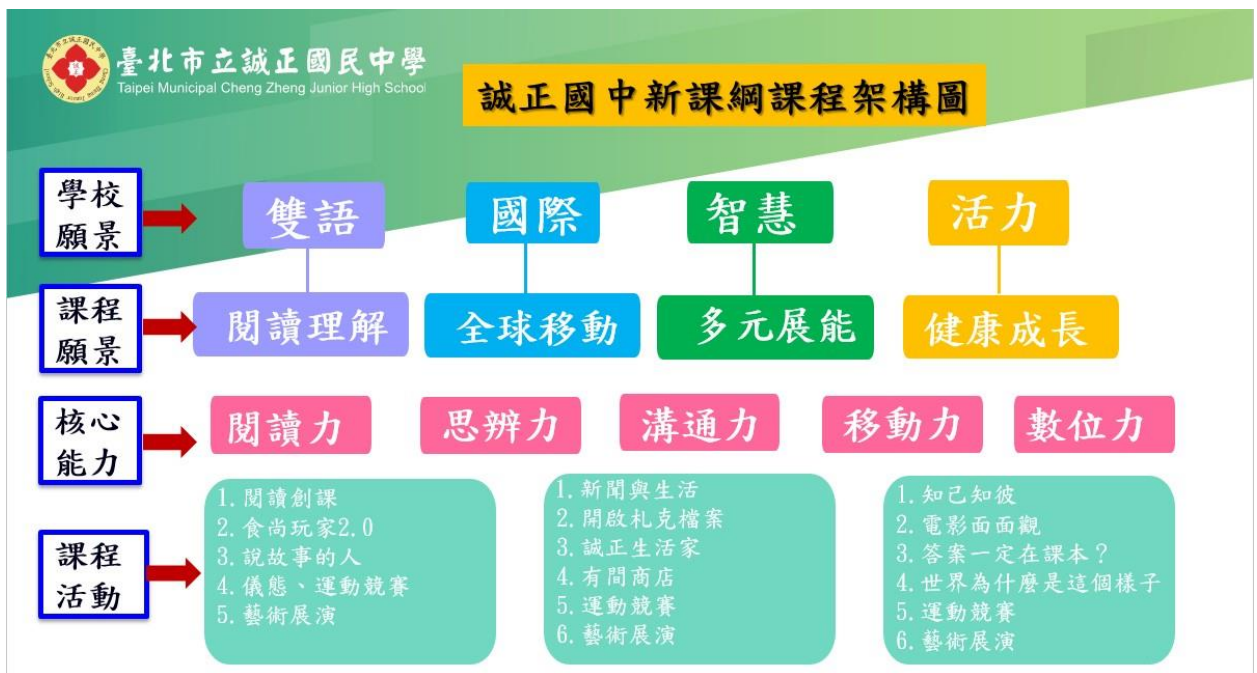 臺北市立誠正國民中學
Taipei Municipal Cheng Zheng Junior High School
誠正國中新課綱課程架構圖
學校
願景
雙語
國際
智慧
活力
課程
願景
閱讀理解
全球移動
多元展能
健康成長
核心
能力
閱讀力
思辨力
溝通力
移動力
數位力
課程
活動
1.閱讀創課
2.食尚玩家2.0
3.說故事的人
4.儀態、運動競賽
5.藝術展演
1.新聞與生活
2.開啟札克檔案
3.誠正生活家
4.有間商店
5.運動競賽
6.藝術展演
1.知己知彼
2.電影面面觀
3.答案一定在課本？
4.世界為什麼是這個樣子
5.運動競賽
6.藝術展演